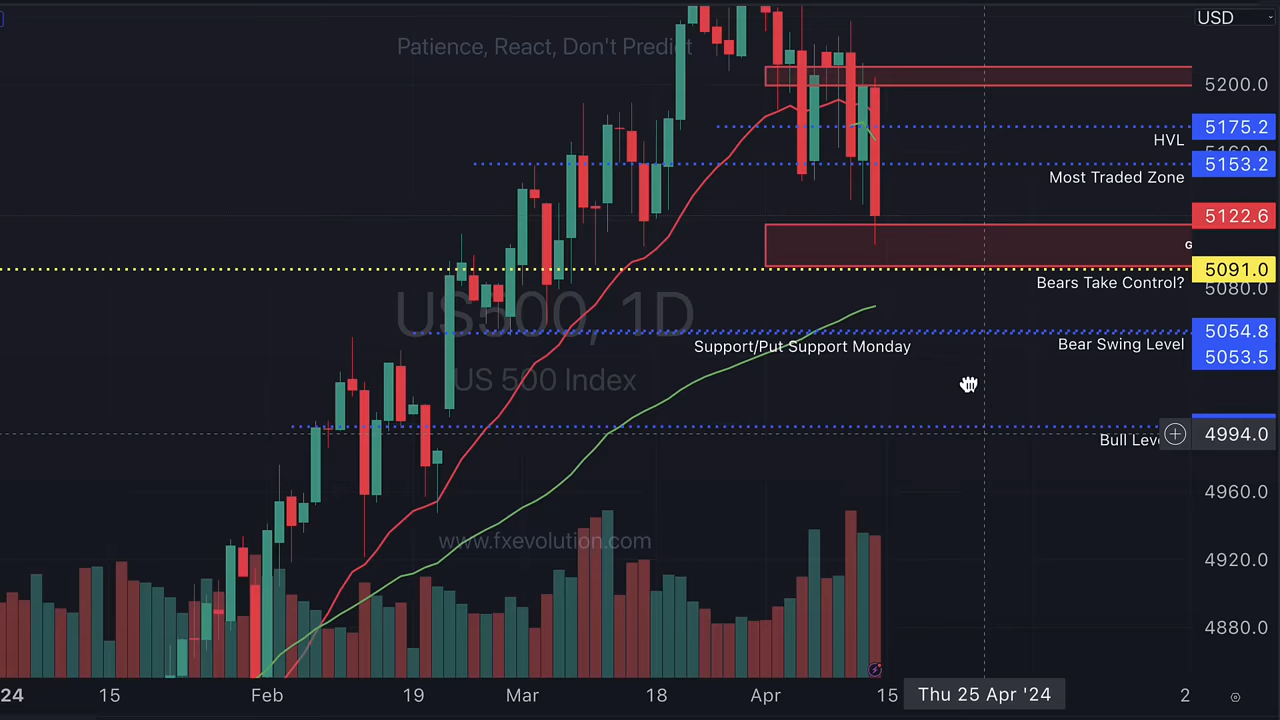 USD
Patience, React, Don't Predict
5200.0
5175.2
HVL
5153.2
Most Traded Zone
5122.6
G
5091.0
Bears Take Control?
5080.0
US500, 1D
5054.8
Support/Put Support Monday
Bear Swing Level
5053.5
US 500 Index
4994.0
Bull Leve
4960.0
www.fxevolution.com
4920.0
4880.0
24
15
Feb
19
Mar
18
Apr
15
Thu 25 Apr '24
2